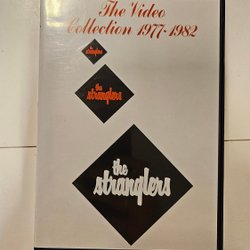 The Video
Collection 1977-1982
the
stranglers
the
stranglers
the
stranglers